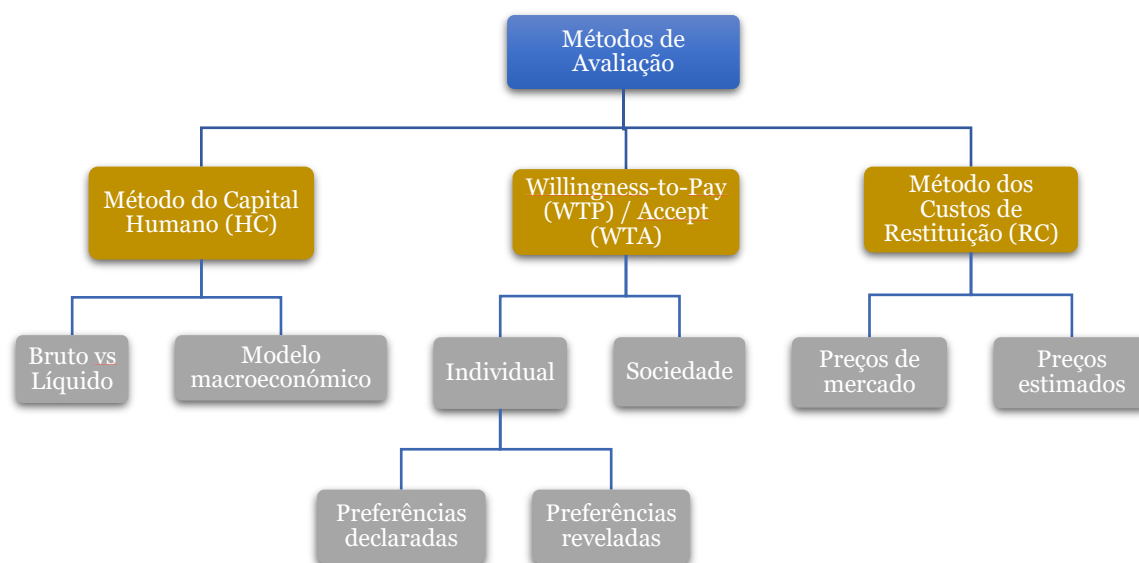 Métodos de
Avaliação
Método do Capital
Humano (HC)
Willingness-to-Pay
(WTP) / Accept
(WTA)
Método dos
Custos de
Restituição (RC)
Bruto vs
Líquido
Modelo
macroeconómico
Individual
Sociedade
Preços de
mercado
Preços
estimados
Preferências
declaradas
Preferências
reveladas